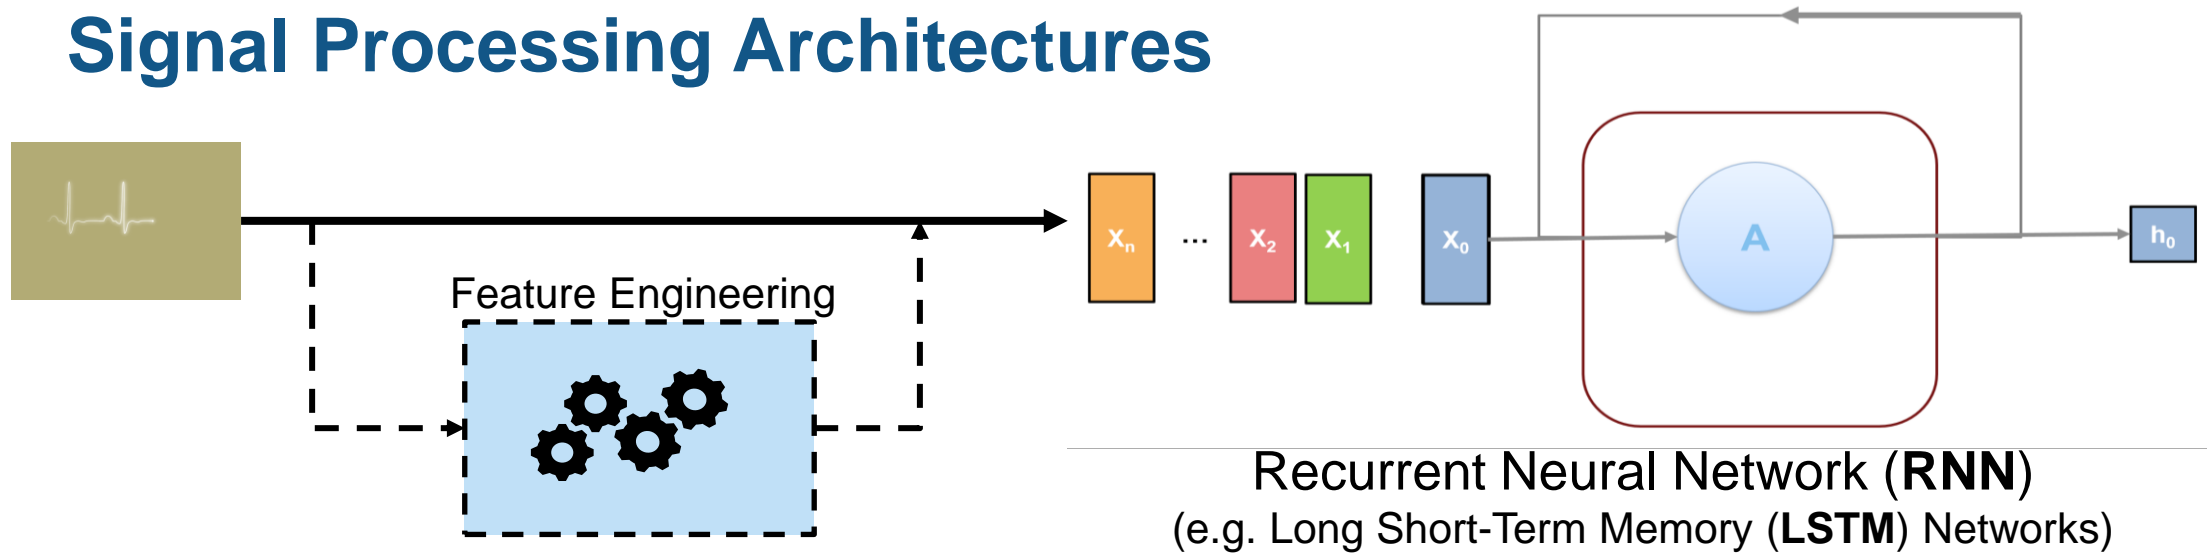 Signal Processing Architectures
Feature Engineering
Xn ... X2 X1 X0 A h0
Recurrent Neural Network (RNN)
(e.g. Long Short-Term Memory (LSTM) Networks)